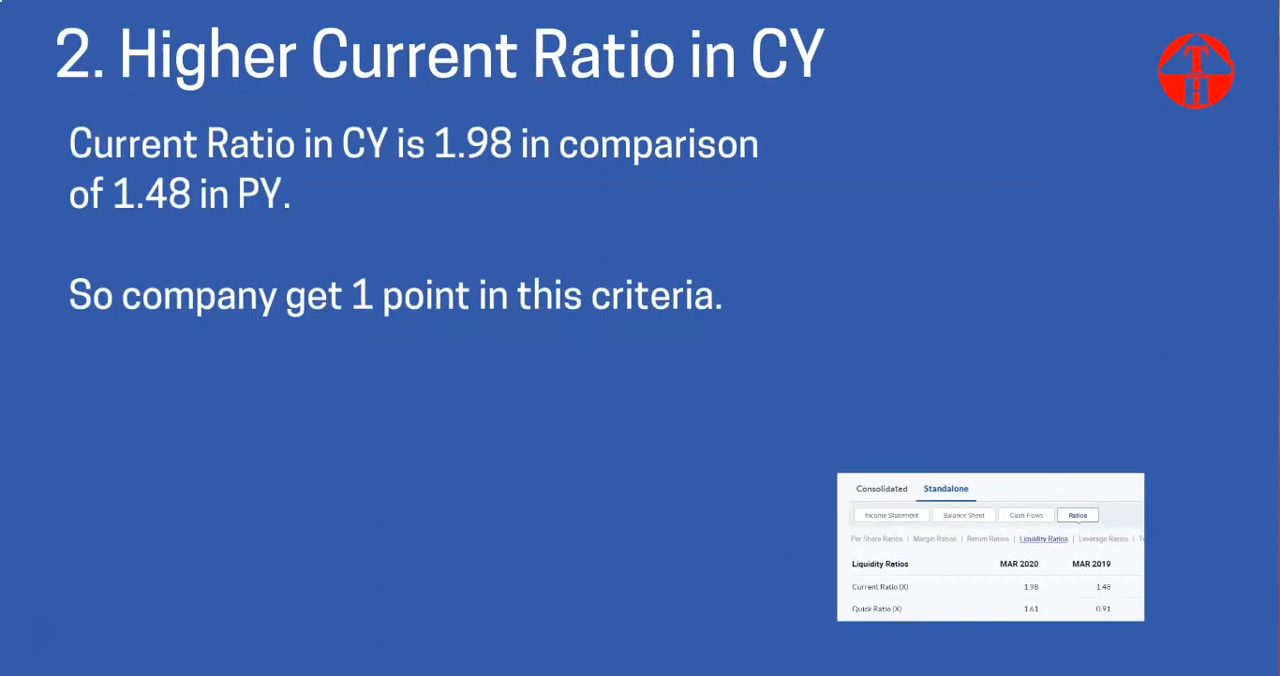 2. Higher Current Ratio in CY
T
H
Current Ratio in CY is 1.98 in comparison
of 1.48 in PY.
So company get 1 point in this criteria.
Consolidated Standalone
Income Statement Balance Sheet Cash Flows Ratios
Per Share Ratios | Margin Ratios | Return Ratios | Liquidity Ratios | Leverage Ratios |
Liquidity Ratios MAR 2020 MAR 2019
Current Ratio (X) 1.98 1.48
Quick Ratio (X) 1.61 0.91